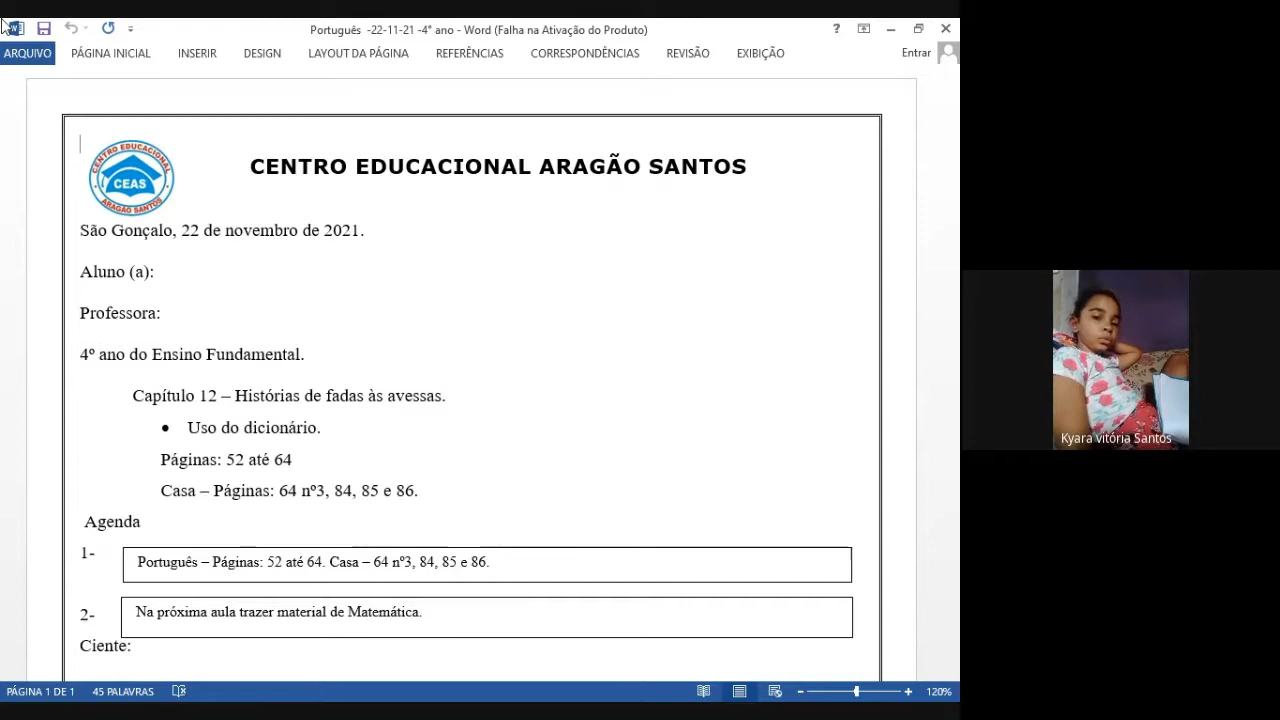 Português -22-11-21 -4° ano - Word (Falha na Ativação do Produto)
ARQUIVO PÁGINA INICIAL INSERIR DESIGN LAYOUT DA PÁGINA REFERÊNCIAS CORRESPONDÊNCIAS REVISÃO EXIBIÇÃO Entrar
CENTRO EDUCACIONAL
CEAS
ARAGÃO SANTOS
CENTRO EDUCACIONAL ARAGÃO SANTOS
São Gonçalo, 22 de novembro de 2021.
Aluno (a):
Professora:
4º ano do Ensino Fundamental.
Capítulo 12 – Histórias de fadas às avessas.
• Uso do dicionário.
Páginas: 52 até 64
Casa – Páginas: 64 nº3, 84, 85 e 86.
Agenda
1- Português – Páginas: 52 até 64. Casa – 64 nº3, 84, 85 e 86.
2- Na próxima aula trazer material de Matemática.
Ciente:
PÁGINA 1 DE 1 45 PALAVRAS 120%
Kyara vitória Santos